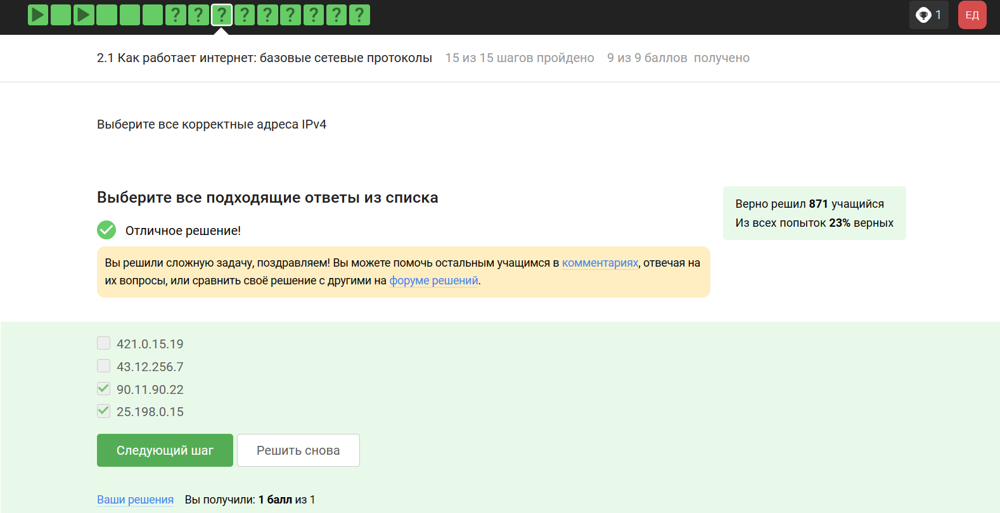 ? ? ? ? ? ? ? ? ?
1
ЕД
2.1 Как работает интернет: базовые сетевые протоколы 15 из 15 шагов пройдено 9 из 9 баллов получено
Выберите все корректные адреса IPv4
Выберите все подходящие ответы из списка
Верно решил 871 учащийся
Из всех попыток 23% верных
Отличное решение!
Вы решили сложную задачу, поздравляем! Вы можете помочь остальным учащимся в комментариях, отвечая на
их вопросы, или сравнить своё решение с другими на форуме решений.
421.0.15.19
43.12.256.7
90.11.90.22
25.198.0.15
Следующий шаг
Решить снова
Ваши решения Вы получили: 1 балл из 1